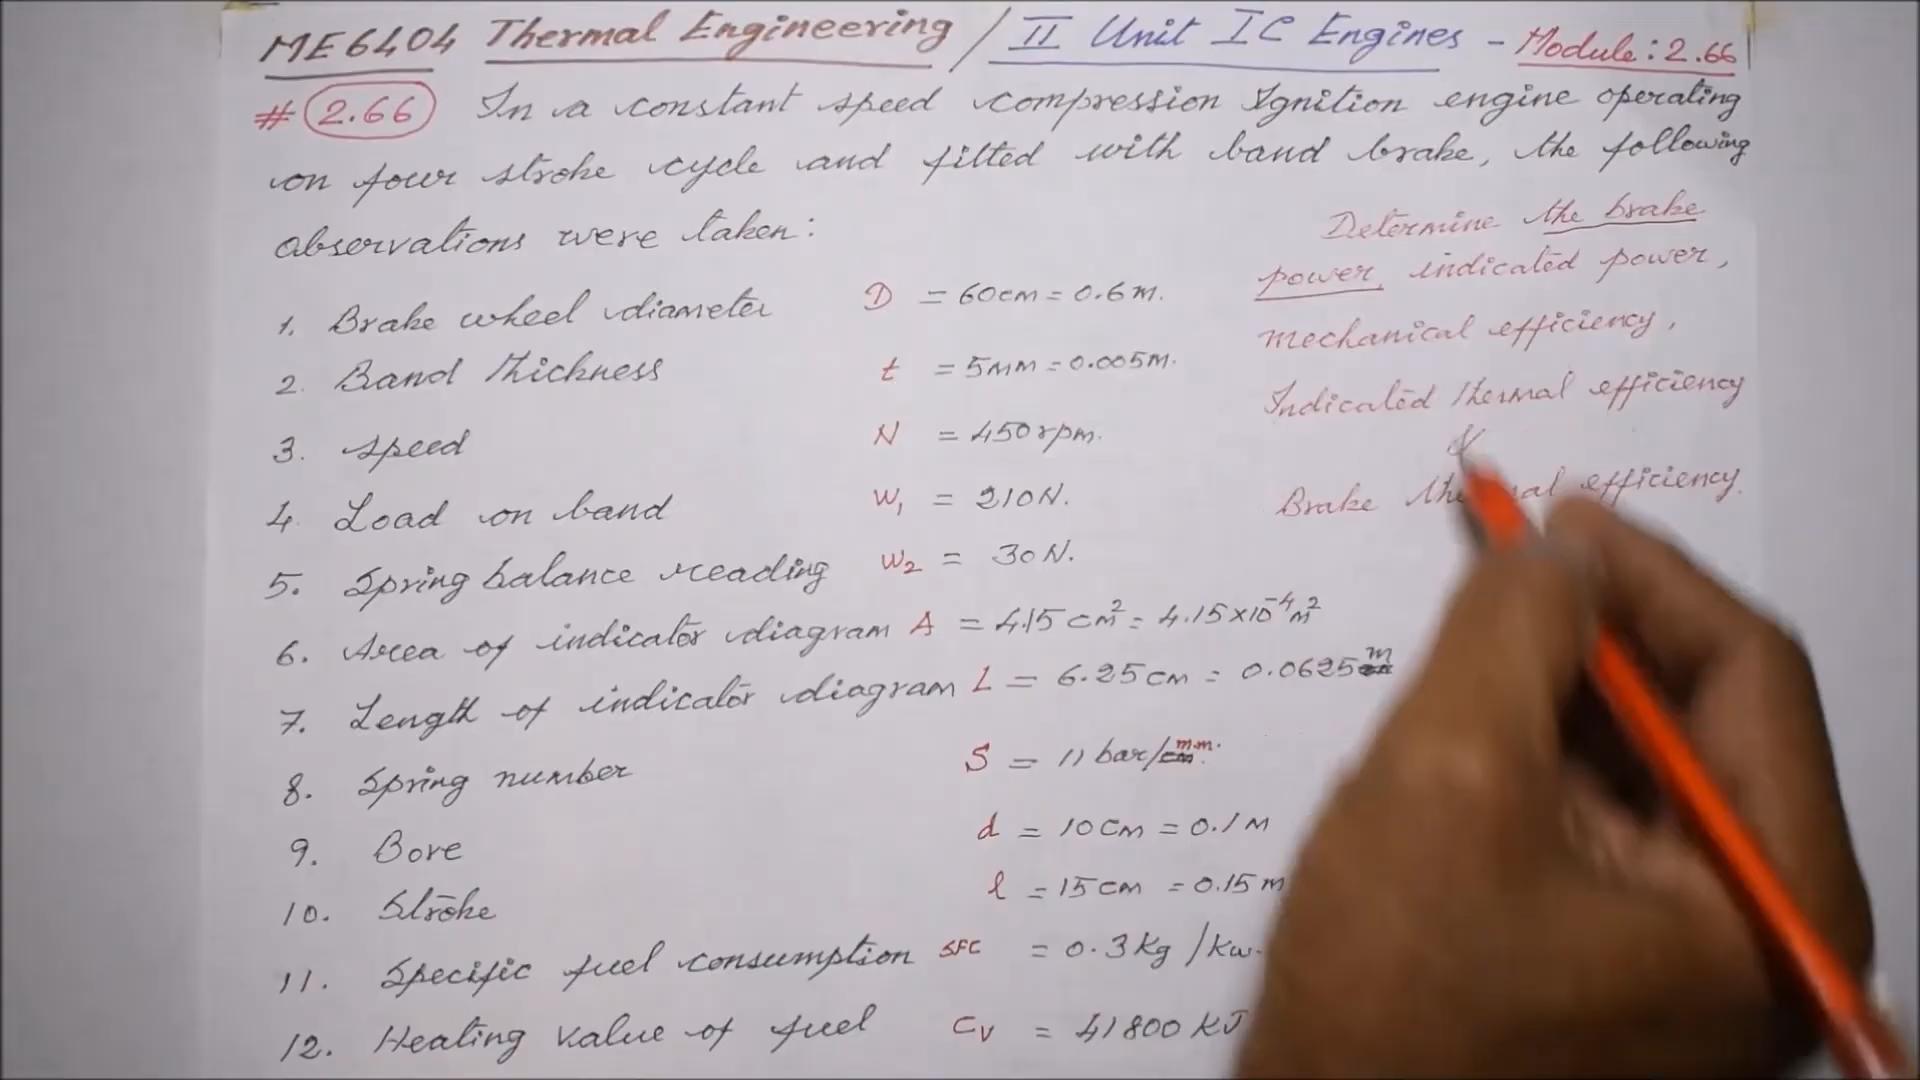 ME6404 Thermal Engineering / II Unit IC Engines - Module: 2.66
# 2.66 In a constant speed compression Ignition engine operating
on four stroke cycle and fitted with band brake, the following
observations were taken:
Determine the brake
power, indicated power,
mechanical efficiency,
Indicated thermal efficiency
&
Brake efficiency.
1. Brake wheel diameter D = 60cm = 0.6m.
2. Band thickness t = 5mm = 0.005m.
3. Speed N = 450rpm.
4. Load on band W1 = 210N.
5. Spring balance reading W2 = 30N.
6. Area of indicator diagram A = 4.15 cm² = 4.15×10⁻⁴m²
7. Length of indicator diagram L = 6.25cm = 0.0625m
8. Spring number S = 11 bar/mm.
9. Bore d = 10cm = 0.1m
10. Stroke l = 15cm = 0.15m
11. Specific fuel consumption SFC = 0.3kg/kw.
12. Heating value of fuel Cv = 41800 KJ